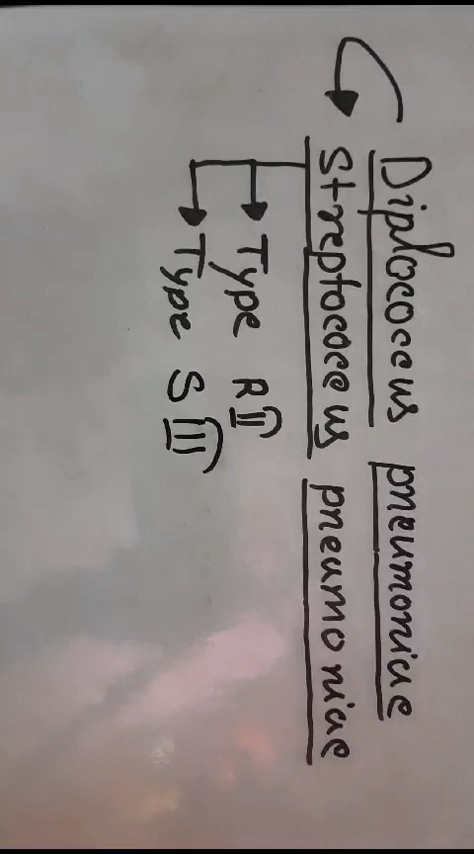 Diplococcus pneumoniae
Streptococcus pneumoniae
Type RII
Type SIII